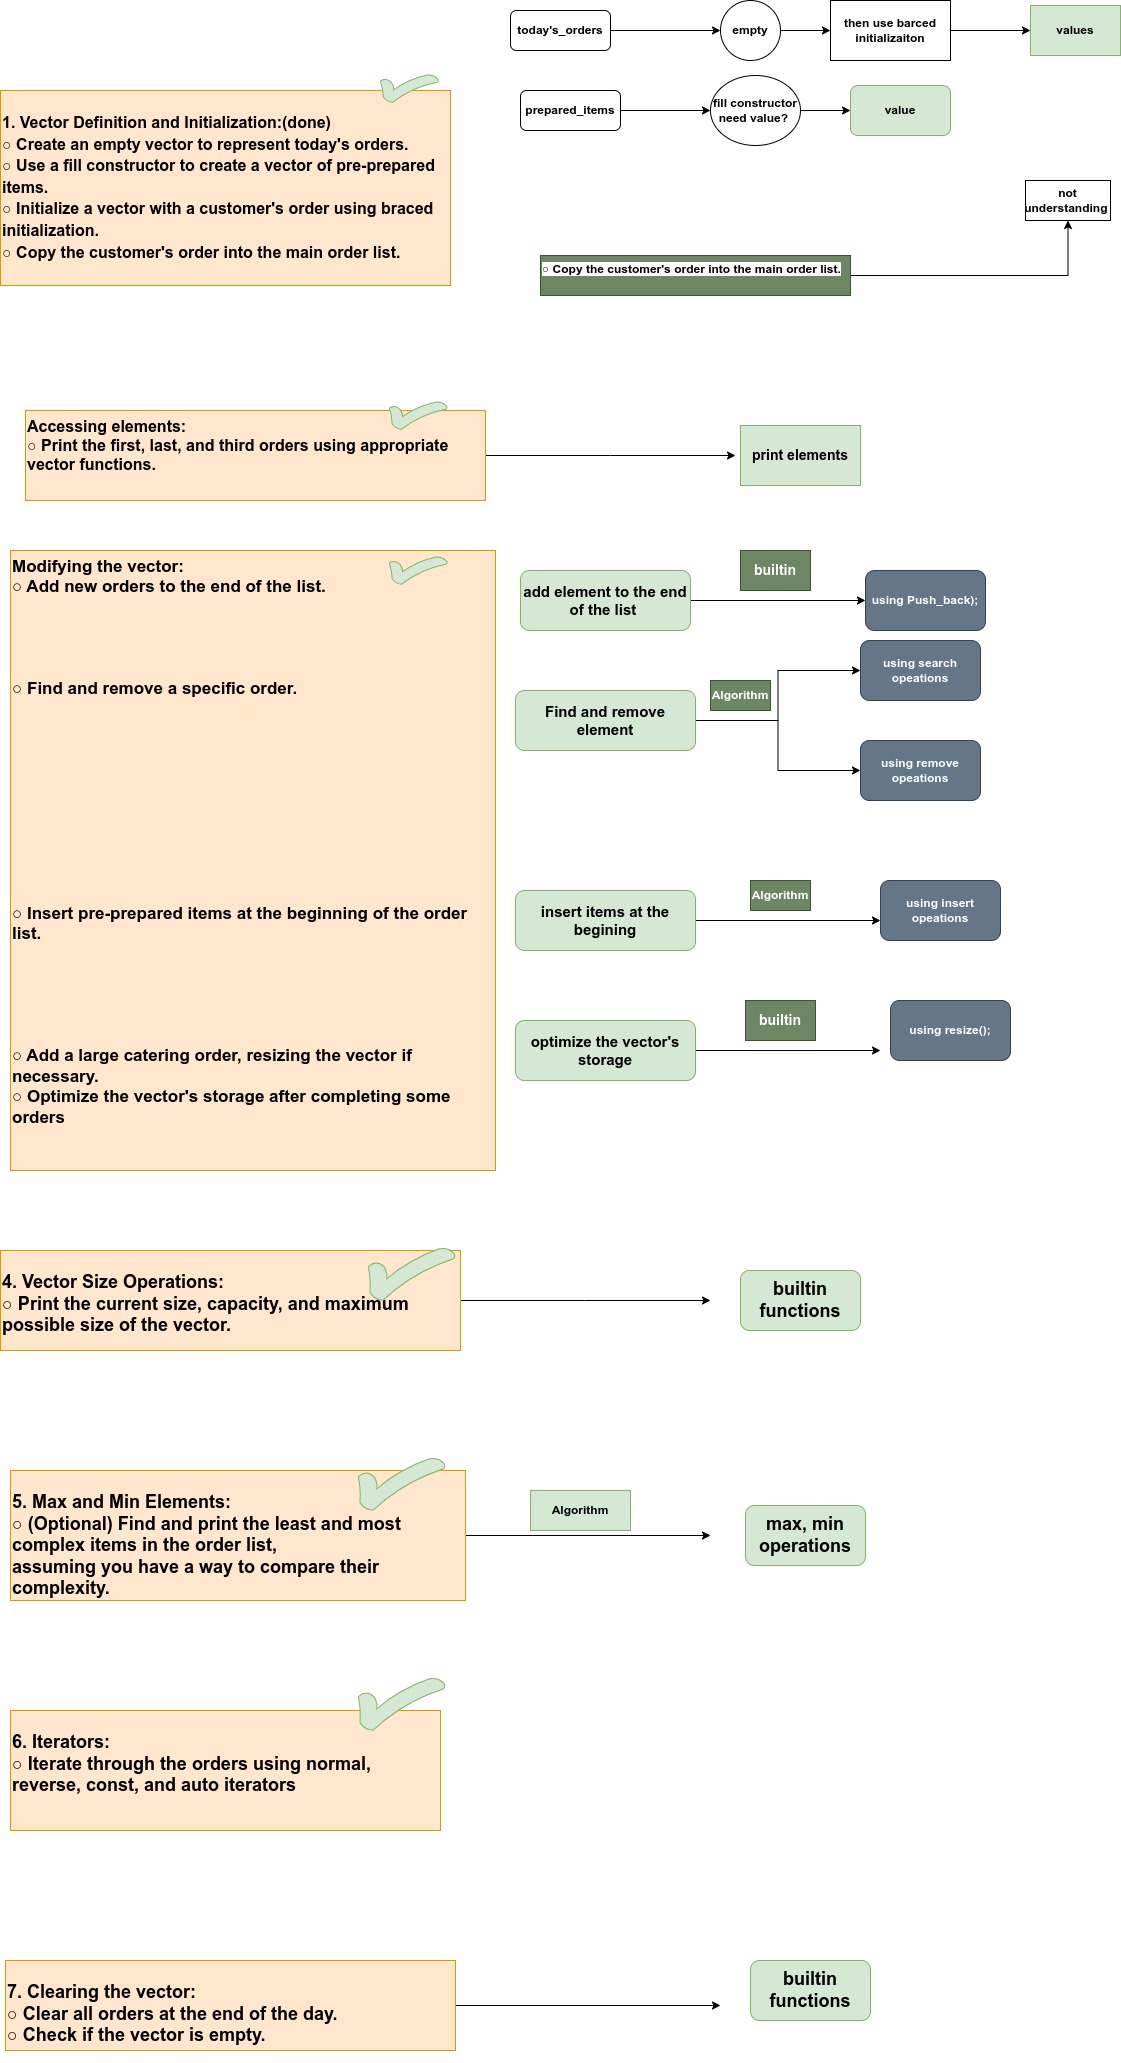 today's_orders
empty
then use barced
initializaiton
values
prepared_items
fill constructor
need value?
value
1. Vector Definition and Initialization:(done)
○ Create an empty vector to represent today's orders.
○ Use a fill constructor to create a vector of pre-prepared
items.
○ Initialize a vector with a customer's order using braced
initialization.
○ Copy the customer's order into the main order list.
not
understanding
○ Copy the customer's order into the main order list.
Accessing elements:
○ Print the first, last, and third orders using appropriate
vector functions.
print elements
Modifying the vector:
○ Add new orders to the end of the list.
builtin
add element to the end
of the list
using Push_back);
○ Find and remove a specific order.
Algorithm
Find and remove
element
using search
opeations
using remove
opeations
○ Insert pre-prepared items at the beginning of the order
list.
Algorithm
insert items at the
begining
using insert
opeations
○ Add a large catering order, resizing the vector if
necessary.
○ Optimize the vector's storage after completing some
orders
builtin
optimize the vector's
storage
using resize();
4. Vector Size Operations:
○ Print the current size, capacity, and maximum
possible size of the vector.
builtin
functions
5. Max and Min Elements:
○ (Optional) Find and print the least and most
complex items in the order list,
assuming you have a way to compare their
complexity.
Algorithm
max, min
operations
6. Iterators:
○ Iterate through the orders using normal,
reverse, const, and auto iterators
7. Clearing the vector:
○ Clear all orders at the end of the day.
○ Check if the vector is empty.
builtin
functions